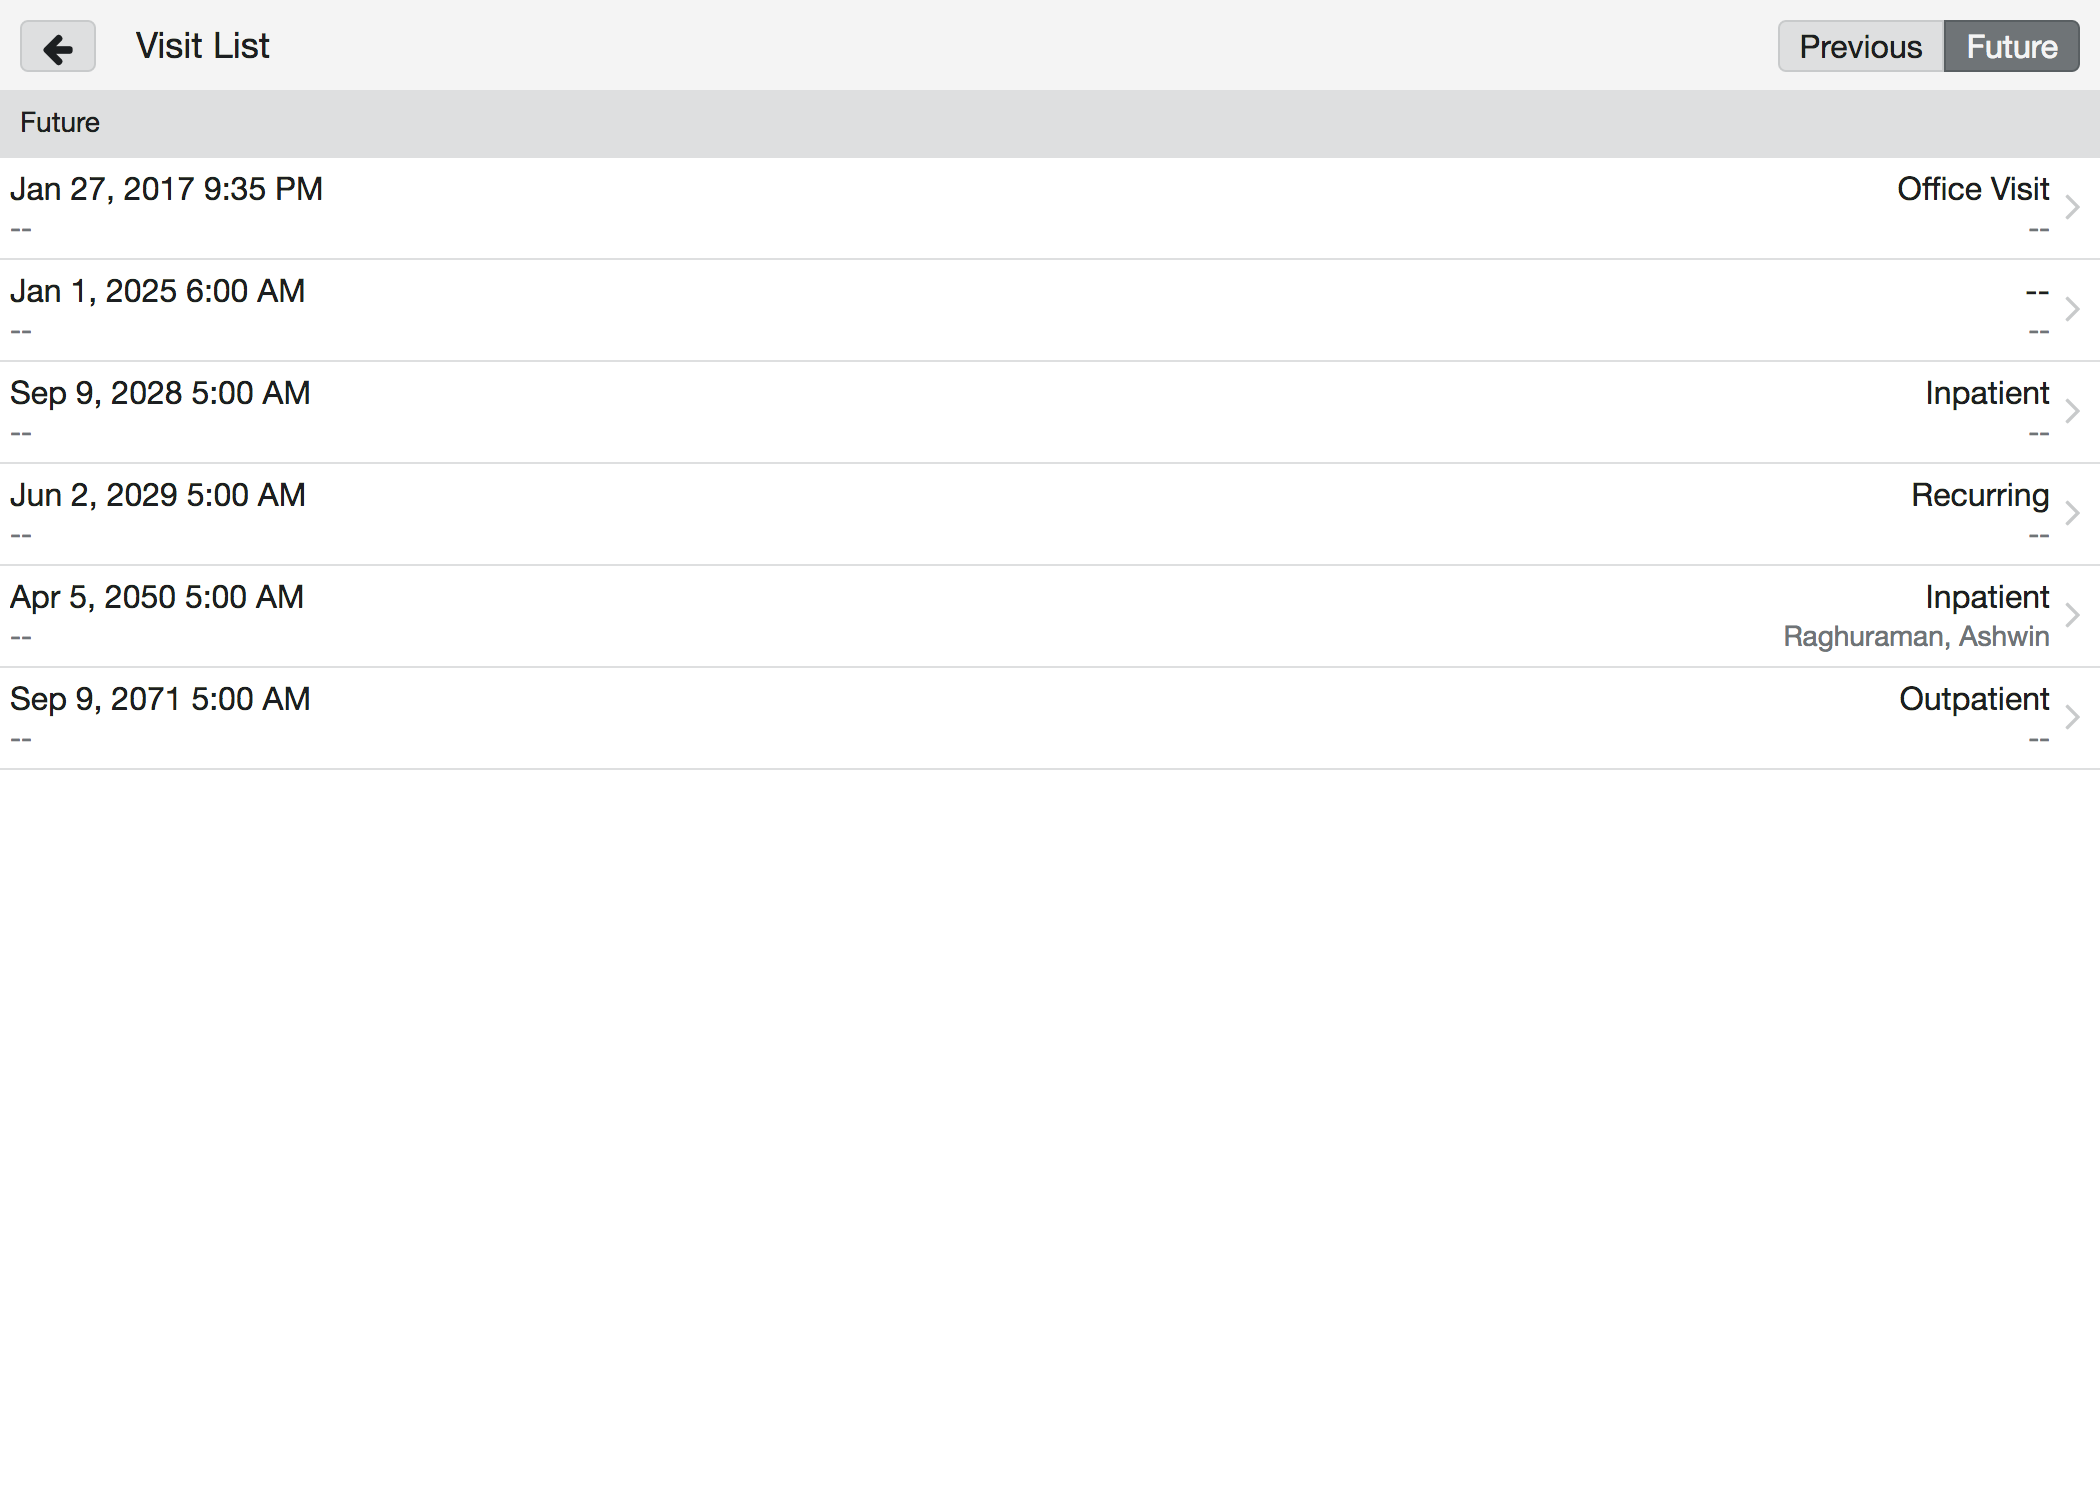 Visit List
Previous Future
Future
Jan 27, 2017 9:35 PM Office Visit
-- --
Jan 1, 2025 6:00 AM --
-- --
Sep 9, 2028 5:00 AM Inpatient
-- --
Jun 2, 2029 5:00 AM Recurring
-- --
Apr 5, 2050 5:00 AM Inpatient
-- Raghuraman, Ashwin
Sep 9, 2071 5:00 AM Outpatient
-- --